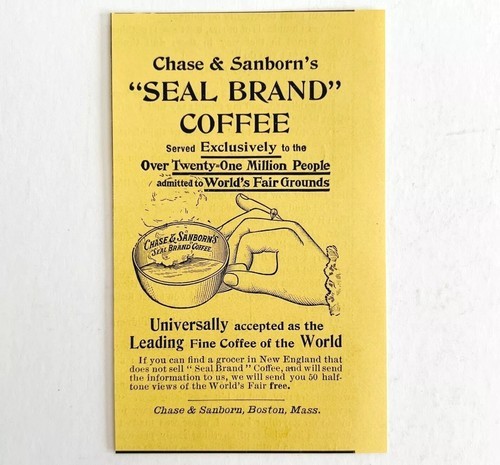 Chase & Sanborn's
"SEAL BRAND"
COFFEE
Served Exclusively to the
Over Twenty-One Million People
admitted to World's Fair Grounds
CHASE & SANBORN'S
SEAL BRAND COFFEE
Universally accepted as the
Leading Fine Coffee of the World
If you can find a grocer in New England that
does not sell "Seal Brand" Coffee, and will send
the information to us, we will send you 50 half-
tone views of the World's Fair free.
Chase & Sanborn, Boston, Mass.